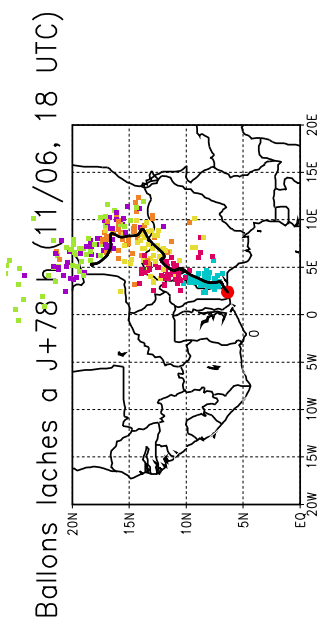 Ballons laches a J+78 h (11/06, 18 UTC)
20N
15N
10N
5N
EQ
20W
15W
10W
5W
0
5E
10E
15E
20E
0